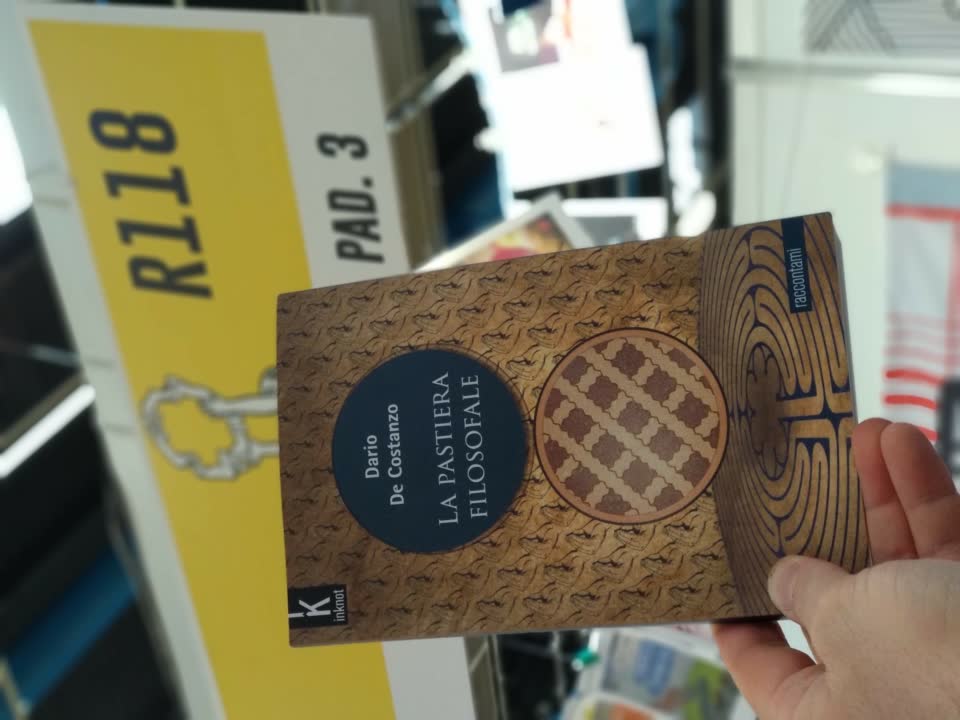 R118
PAD. 3
K
inknot
Dario
De Costanzo
LA PASTIERA
FILOSOFALE
raccontami